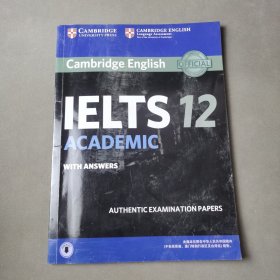 CAMBRIDGE
UNIVERSITY PRESS
CAMBRIDGE ENGLISH
Language Assessment
Cambridge English
OFFICIAL
IELTS 12
ACADEMIC
WITH ANSWERS
AUTHENTIC EXAMINATION PAPERS